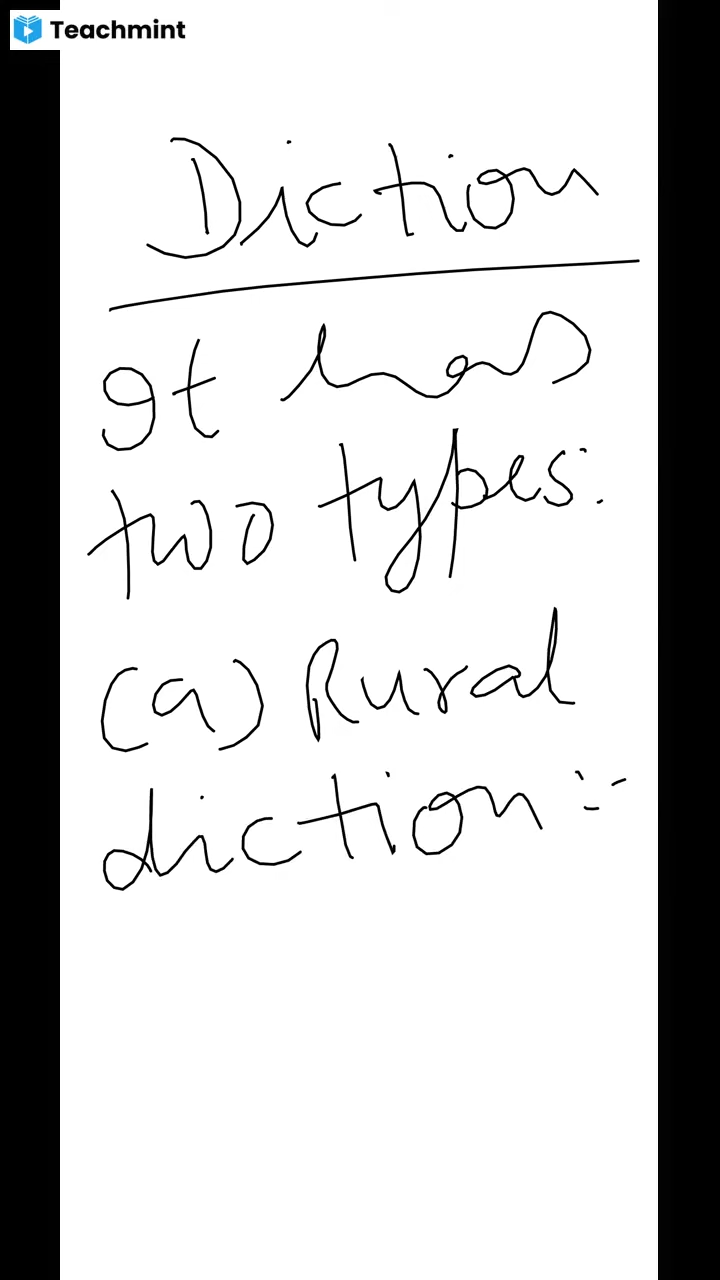 Teachmint
Diction
It has
two types:
(a) Rural
diction :-